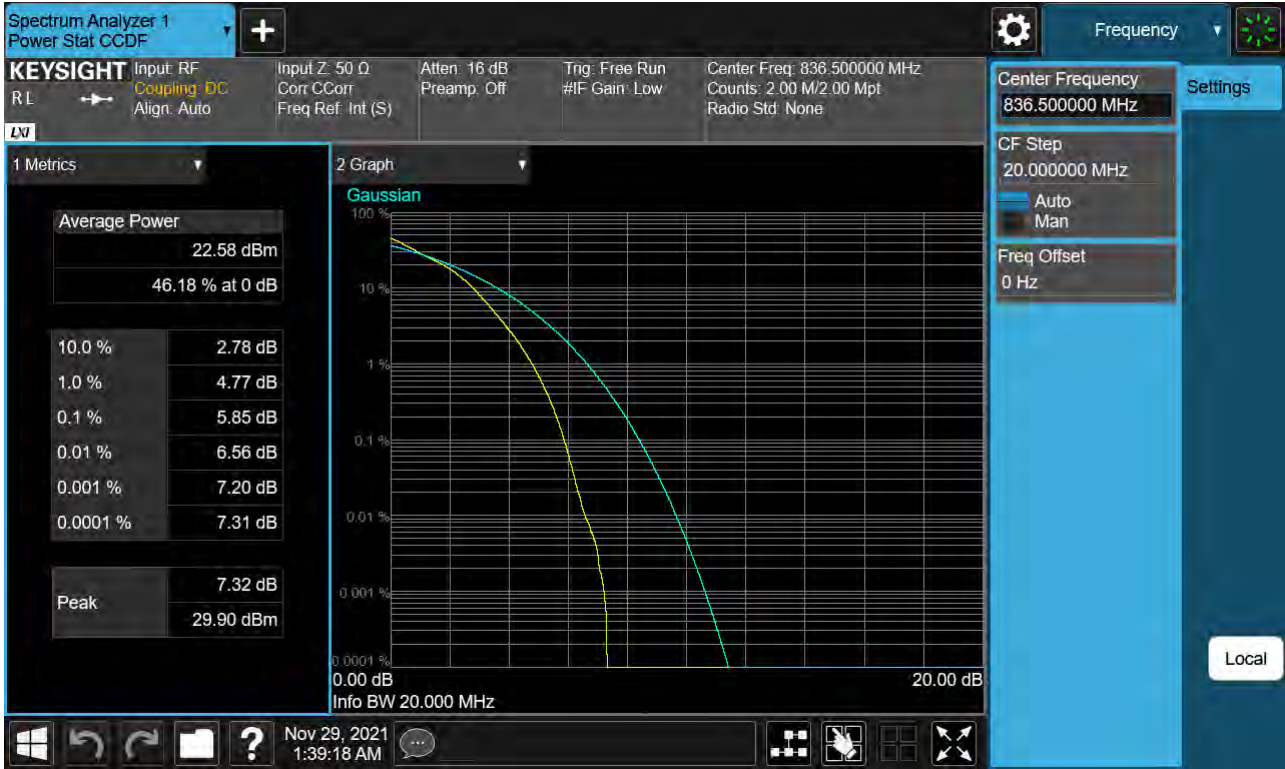 Spectrum Analyzer 1
Power Stat CCDF
Frequency
KEYSIGHT
R L
LXI
Input: RF
Coupling: DC
Align: Auto
Input Z: 50 Ω
Corr CCorr
Freq Ref: Int (S)
Atten: 16 dB
Preamp: Off
Trig: Free Run
#IF Gain: Low
Center Freq: 836.500000 MHz
Counts: 2.00 M/2.00 Mpt
Radio Std: None
Center Frequency
836.500000 MHz
Settings
CF Step
20.000000 MHz
Auto
Man
Freq Offset
0 Hz
Local
1 Metrics
Average Power
22.58 dBm
46.18 % at 0 dB
10.0 % 2.78 dB
1.0 % 4.77 dB
0.1 % 5.85 dB
0.01 % 6.56 dB
0.001 % 7.20 dB
0.0001 % 7.31 dB
Peak
7.32 dB
29.90 dBm
2 Graph
Gaussian
100 %
10 %
1 %
0.1 %
0.01 %
0.001 %
0.0001 %
0.00 dB 20.00 dB
Info BW 20.000 MHz
?
Nov 29, 2021
1:39:18 AM